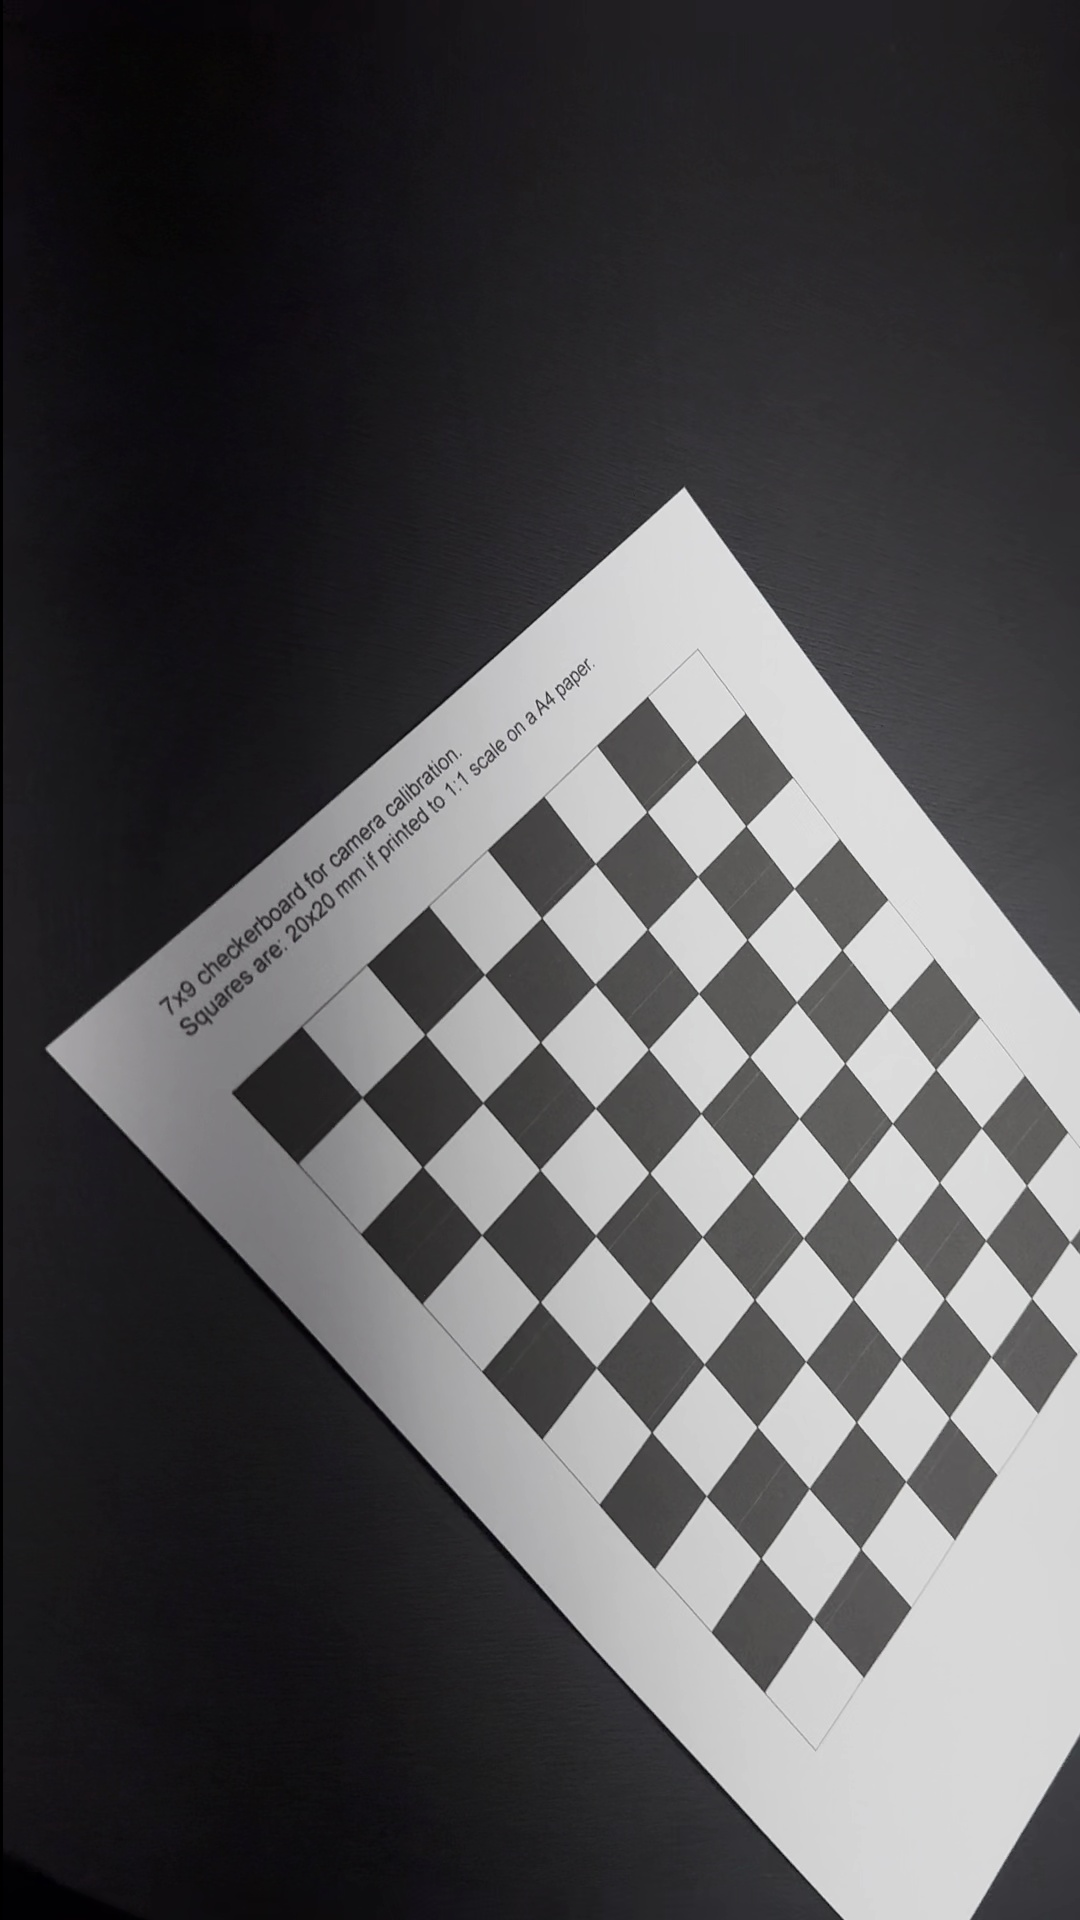 7x9 checkerboard for camera calibration.
Squares are: 20x20 mm if printed to 1:1 scale on a A4 paper.